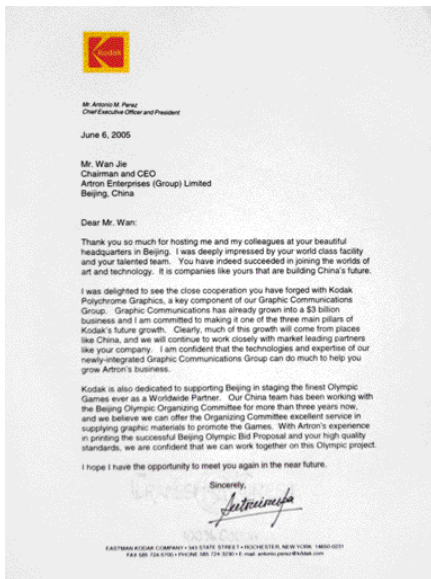 Kodak
Mr. Antonio M. Perez
Chief Executive Officer and President
June 6, 2005
Mr. Wan Jie
Chairman and CEO
Artron Enterprises (Group) Limited
Beijing, China
Dear Mr. Wan:
Thank you so much for hosting me and my colleagues at your beautiful
headquarters in Beijing. I was deeply impressed by your world class facility
and your talented team. You have indeed succeeded in joining the worlds of
art and technology. It is companies like yours that are building China's future.
I was delighted to see the close cooperation you have forged with Kodak
Polychrome Graphics, a key component of our Graphic Communications
Group. Graphic Communications has already grown into a $3 billion
business and I am committed to making it one of the three main pillars of
Kodak's future growth. Clearly, much of this growth will come from places
like China, and we will continue to work closely with market leading partners
like your company. I am confident that the technologies and expertise of our
newly-integrated Graphic Communications Group can do much to help you
grow Artron's business.
Kodak is also dedicated to supporting Beijing in staging the finest Olympic
Games ever as a Worldwide Partner. Our China team has been working with
the Beijing Olympic Organizing Committee for more than three years now,
and we believe we can offer the Organizing Committee excellent service in
supplying graphic materials to promote the Games. With Artron's experience
in printing the successful Beijing Olympic Bid Proposal and your high quality
standards, we are confident that we can work together on this Olympic project.
I hope I have the opportunity to meet you again in the near future.
Sincerely,
EASTMAN KODAK COMPANY • 343 STATE STREET • ROCHESTER, NEW YORK 14650-0231
FAX 585 724 • PHONE 585 724 • E-mail antonio.perez@kodak.com